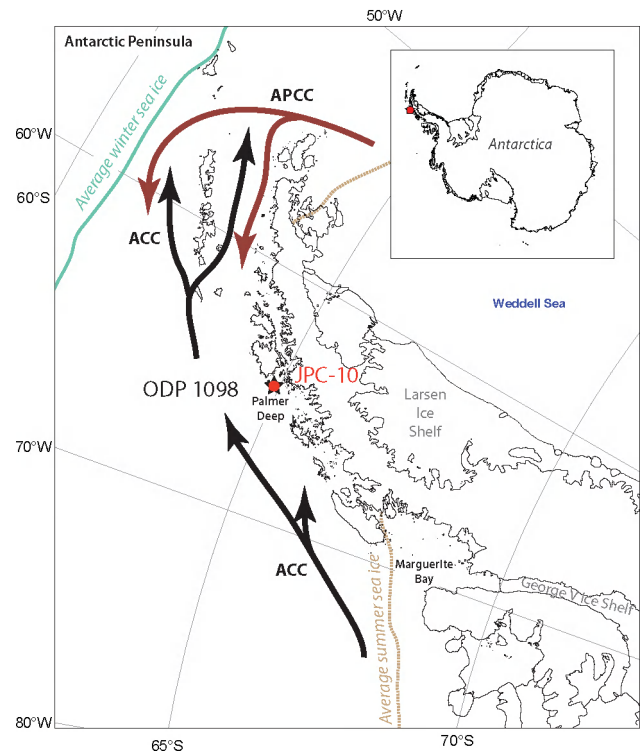 50°W
Antarctic Peninsula
Average winter sea ice
APCC
60°W
60°S
ACC
Antarctica
Weddell Sea
ODP 1098
JPC-10
Palmer
Deep
Larsen
Ice
Shelf
70°W
ACC
Average summer sea ice
Marguerite
Bay
George V Ice Shelf
80°W
65°S
70°S